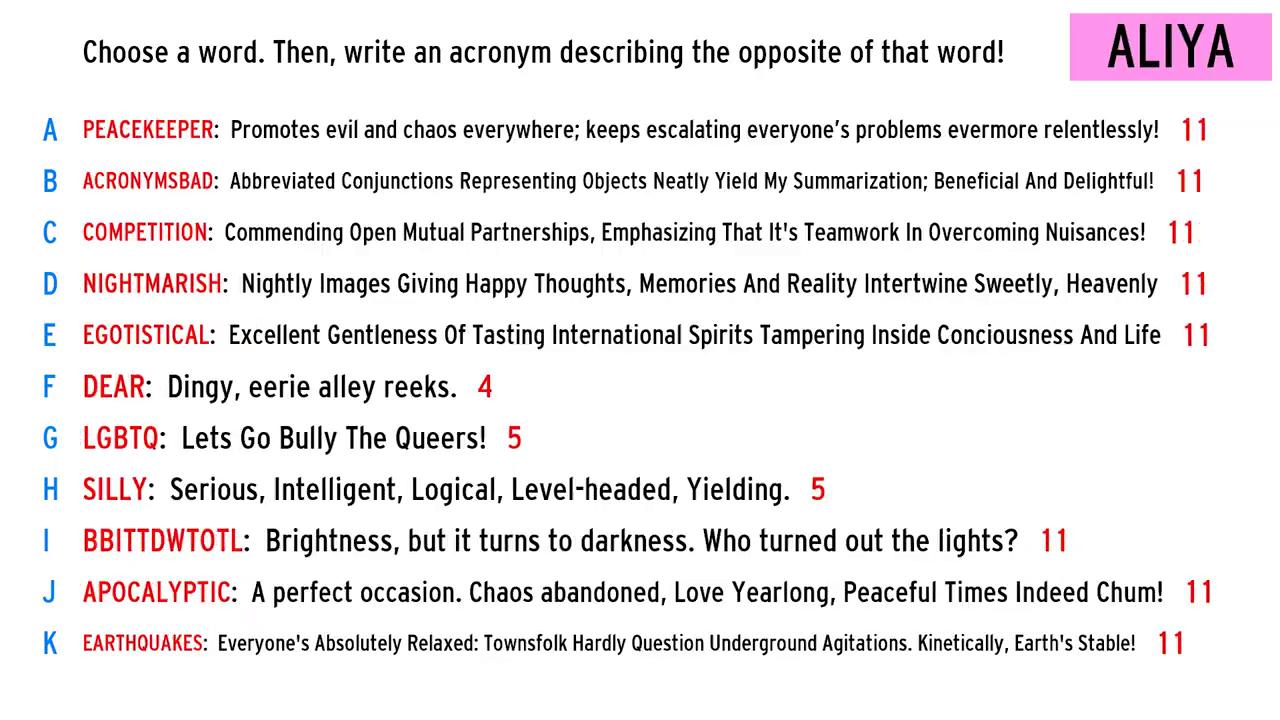 Choose a word. Then, write an acronym describing the opposite of that word!
ALIYA
A PEACEKEEPER: Promotes evil and chaos everywhere; keeps escalating everyone's problems evermore relentlessly! 11
B ACRONYMSBAD: Abbreviated Conjunctions Representing Objects Neatly Yield My Summarization; Beneficial And Delightful! 11
C COMPETITION: Commending Open Mutual Partnerships, Emphasizing That It's Teamwork In Overcoming Nuisances! 11
D NIGHTMARISH: Nightly Images Giving Happy Thoughts, Memories And Reality Intertwine Sweetly, Heavenly 11
E EGOTISTICAL: Excellent Gentleness Of Tasting International Spirits Tampering Inside Conciousness And Life 11
F DEAR: Dingy, eerie alley reeks. 4
G LGBTQ: Lets Go Bully The Queers! 5
H SILLY: Serious, Intelligent, Logical, Level-headed, Yielding. 5
I BBITTDWTOTL: Brightness, but it turns to darkness. Who turned out the lights? 11
J APOCALYPTIC: A perfect occasion. Chaos abandoned, Love Yearlong, Peaceful Times Indeed Chum! 11
K EARTHQUAKES: Everyone's Absolutely Relaxed: Townsfolk Hardly Question Underground Agitations. Kinetically, Earth's Stable! 11